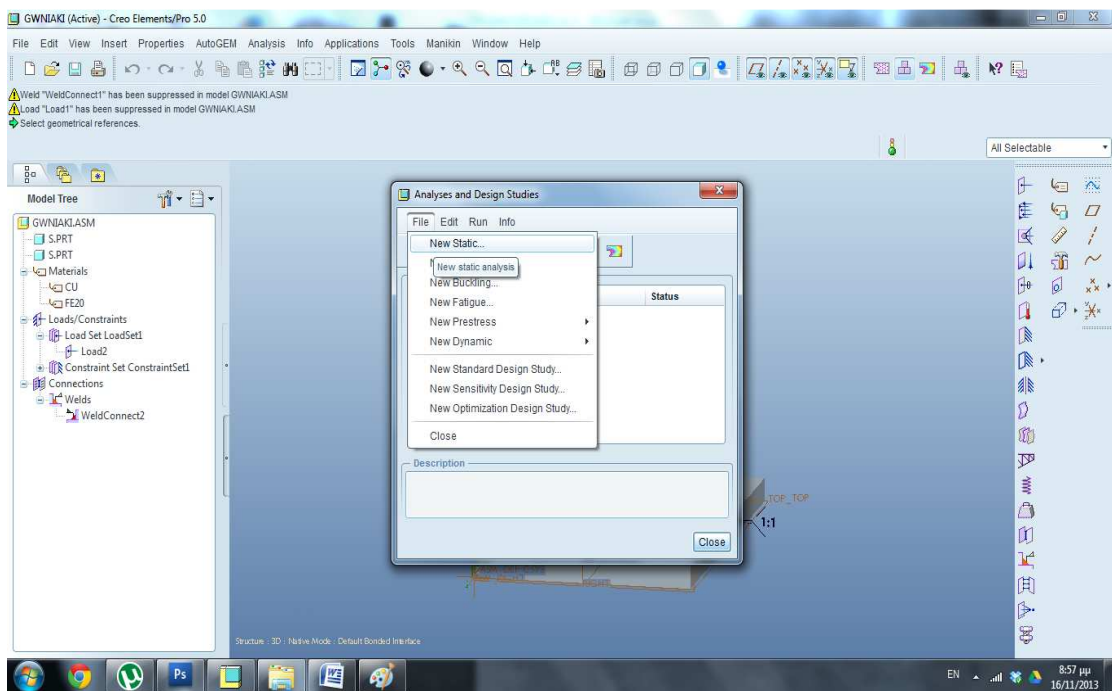 GWNIAKI (Active) - Creo Elements/Pro 5.0
File Edit View Insert Properties AutoGEM Analysis Info Applications Tools Manikin Window Help
Weld "WeldConnect1" has been suppressed in model GWNIAKI.ASM
Load "Load1" has been suppressed in model GWNIAKI.ASM
Select geometrical references.
All Selectable
Model Tree
GWNIAKI.ASM
S.PRT
S.PRT
Materials
CU
FE20
Loads/Constraints
Load Set LoadSet1
Load2
Constraint Set ConstraintSet1
Connections
Welds
WeldConnect2
Analyses and Design Studies
File Edit Run Info
New Static...
New static analysis
New Buckling...
New Fatigue...
New Prestress
New Dynamic
New Standard Design Study...
New Sensitivity Design Study...
New Optimization Design Study...
Close
Status
Description
Close
TOP_TOP
1:1
Structure : 3D : Native Mode : Default Bonded Interface
Ps
EN
8:57 μμ
16/11/2013